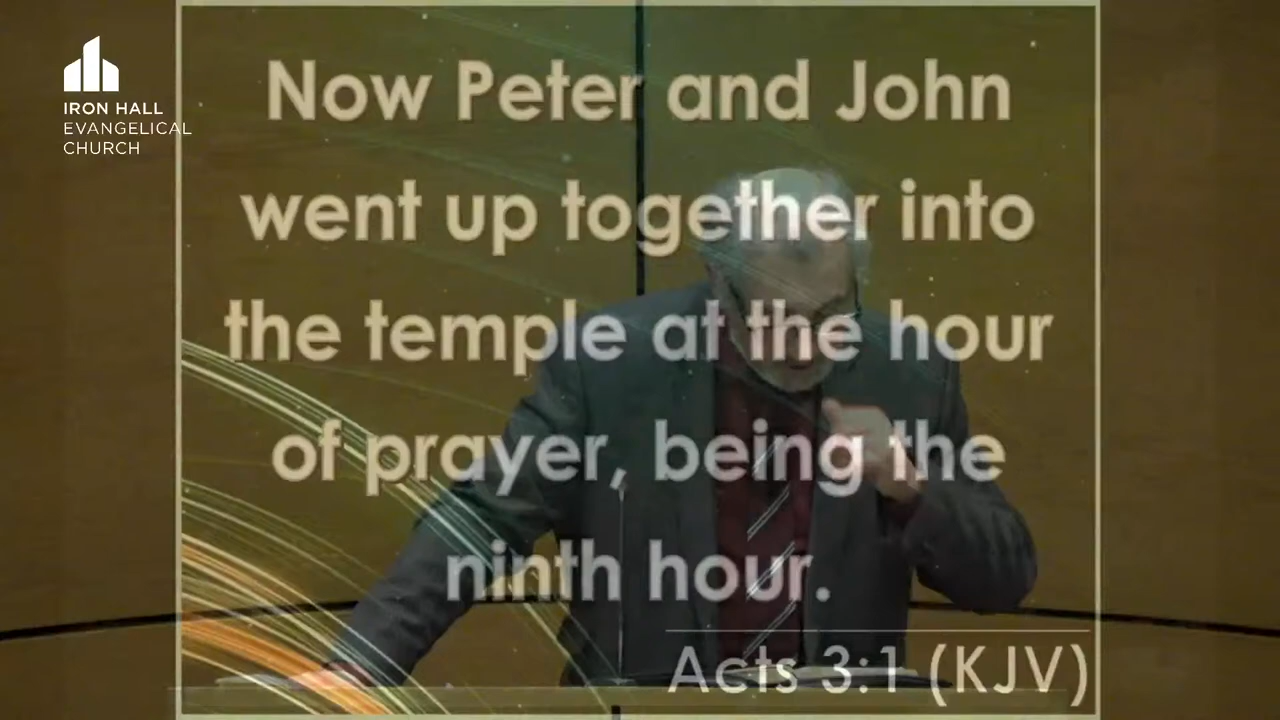 IRON HALL
EVANGELICAL
CHURCH
Now Peter and John
went up together into
the temple at the hour
of prayer, being the
ninth hour.
Acts 3:1 (KJV)